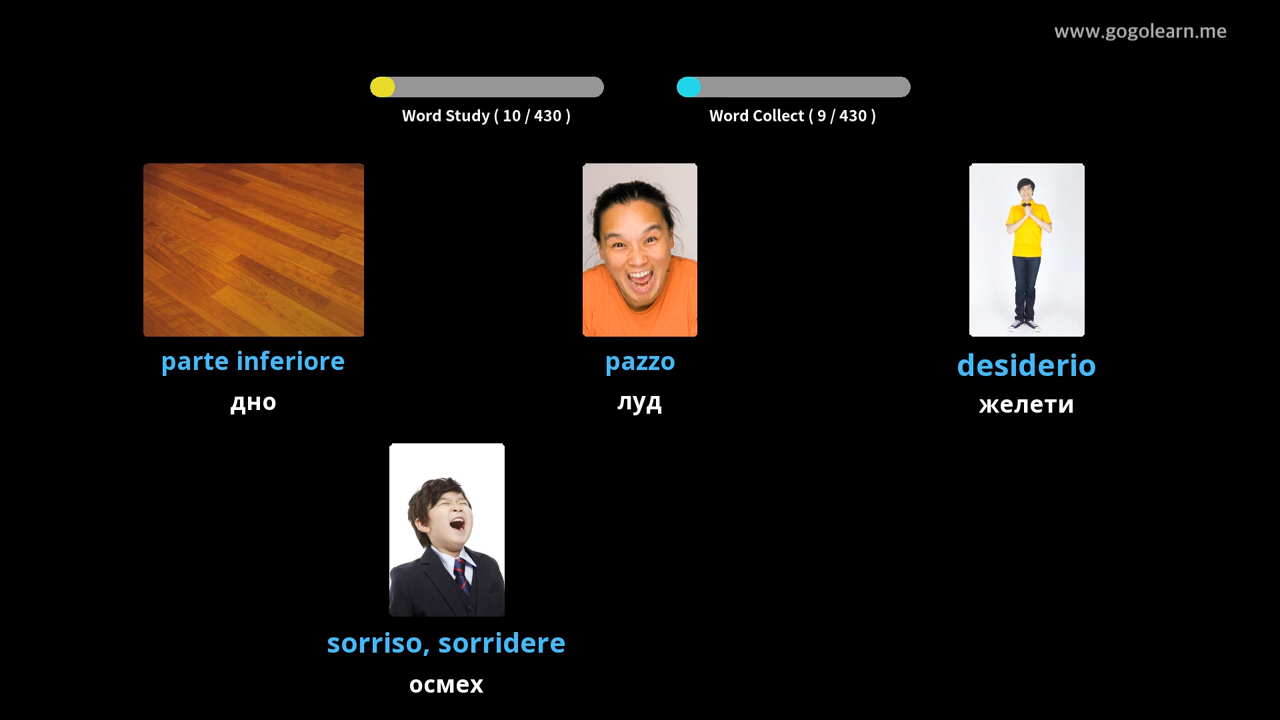 www.gogolearn.me
Word Study ( 10 / 430 )
Word Collect ( 9 / 430 )
parte inferiore
дно
pazzo
луд
desiderio
желети
sorriso, sorridere
осмех